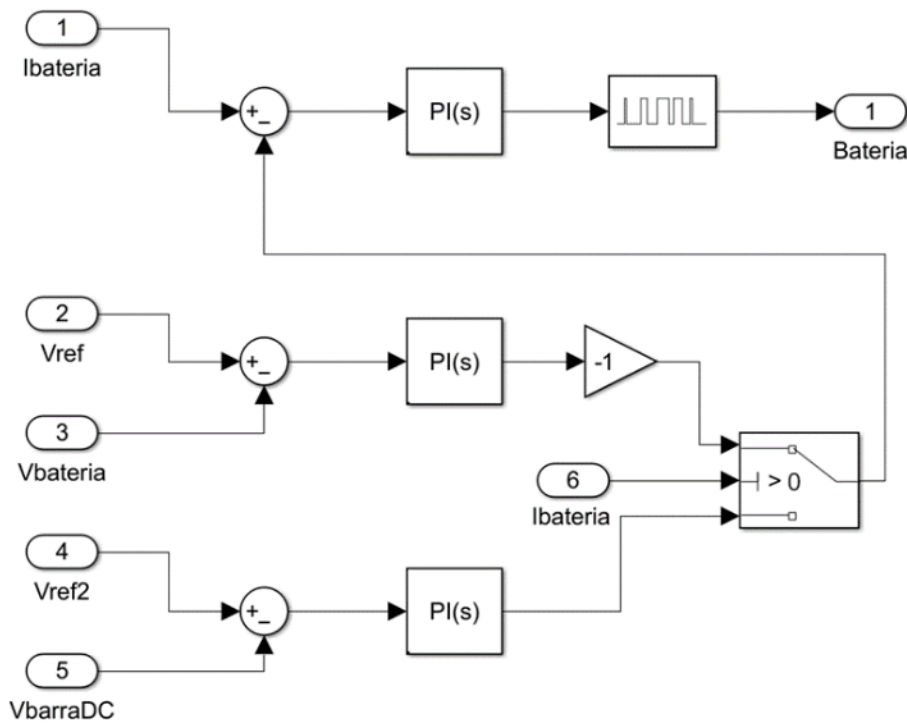 1
Ibateria
+
-
PI(s)
1
Bateria
2
Vref
+
-
PI(s)
-1
3
Vbateria
6
Ibateria
> 0
4
Vref2
+
-
PI(s)
5
VbarraDC